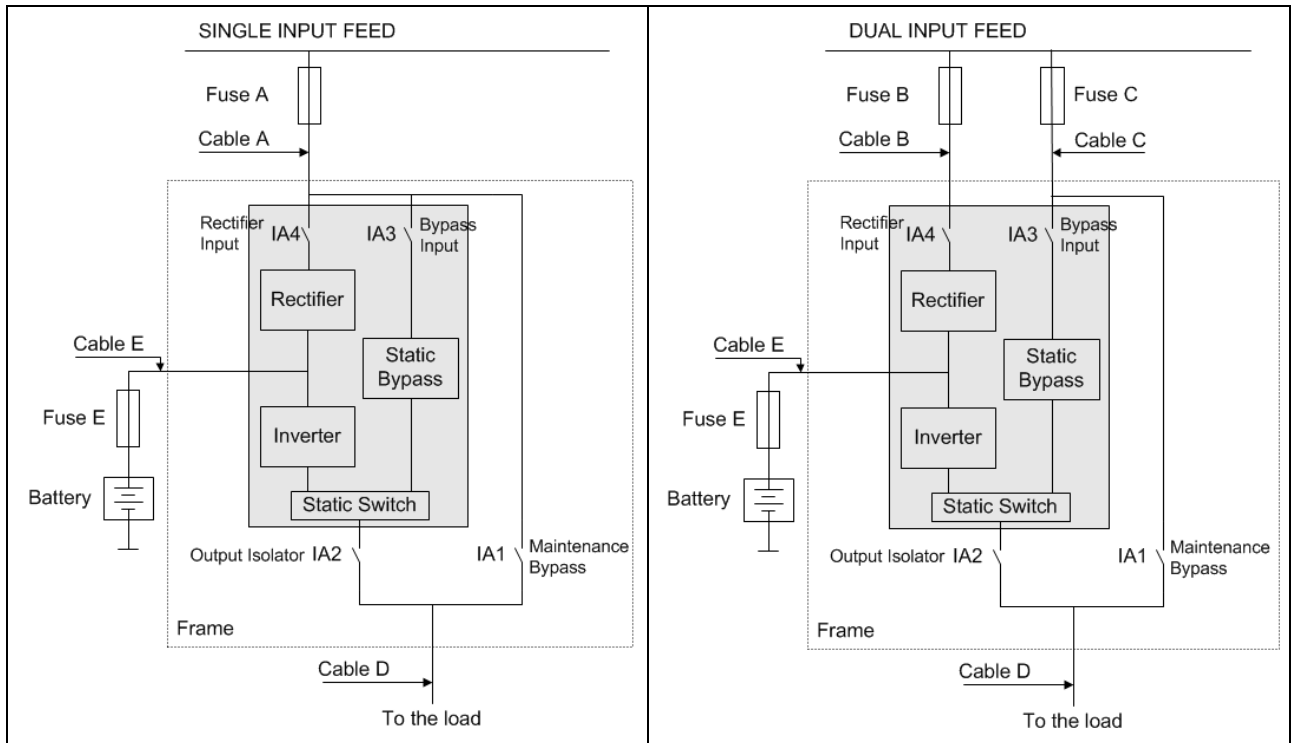 SINGLE INPUT FEED
Fuse A
Cable A
Rectifier
Input
IA4
IA3
Bypass
Input
Rectifier
Cable E
Static
Bypass
Fuse E
Inverter
Battery
Static Switch
Output Isolator IA2
IA1
Maintenance
Bypass
Frame
Cable D
To the load
DUAL INPUT FEED
Fuse B
Fuse C
Cable B
Cable C
Rectifier
Input
IA4
IA3
Bypass
Input
Rectifier
Cable E
Static
Bypass
Fuse E
Inverter
Battery
Static Switch
Output Isolator IA2
IA1
Maintenance
Bypass
Frame
Cable D
To the load